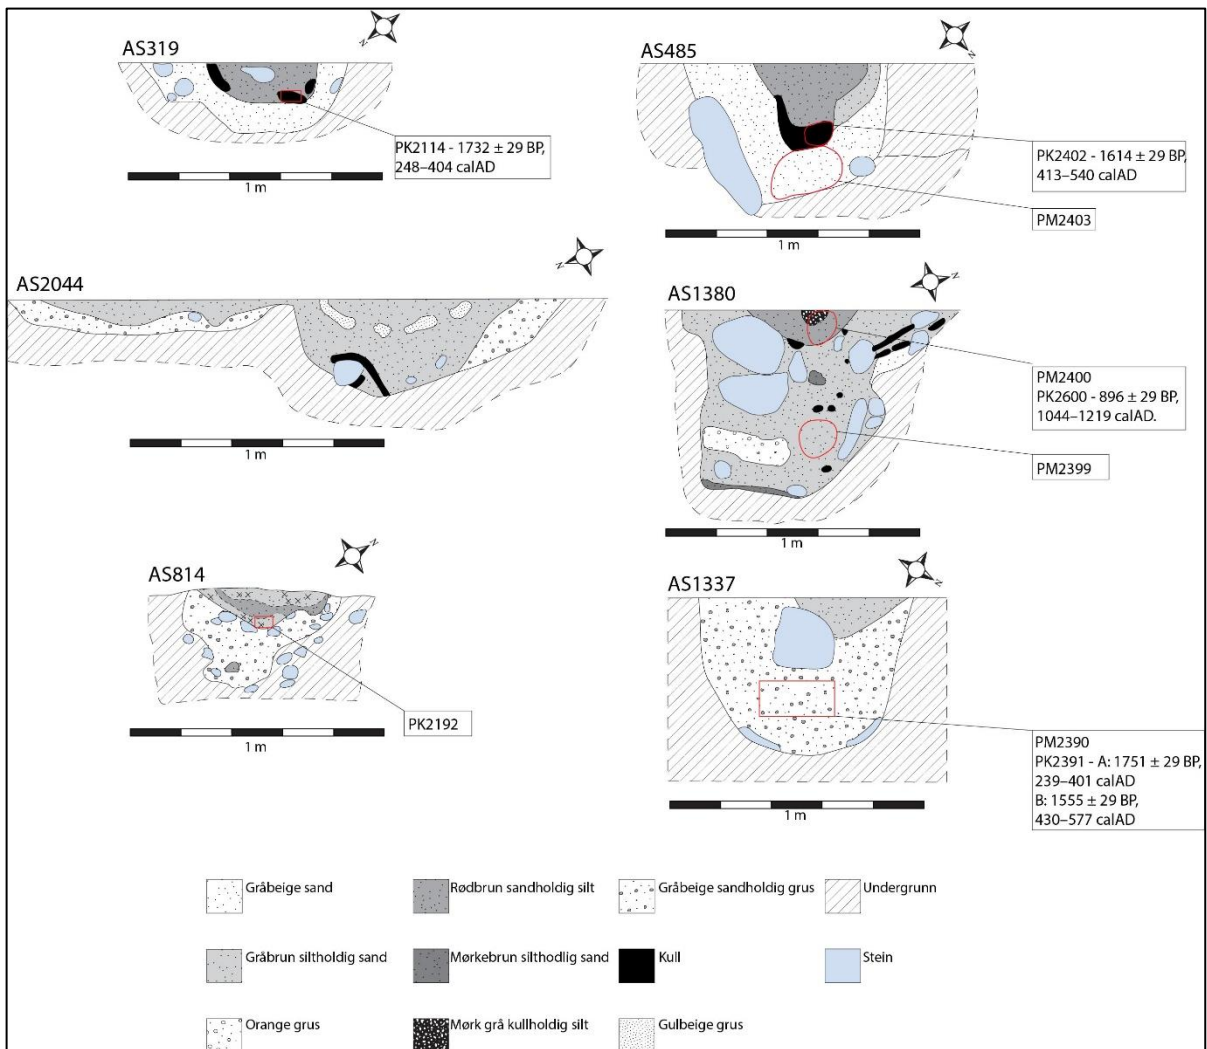 AS319
N
PK2114 - 1732 ± 29 BP,
248–404 calAD
1 m
AS485
N
PK2402 - 1614 ± 29 BP,
413–540 calAD
PM2403
1 m
AS2044
N
1 m
AS1380
N
PM2400
PK2600 - 896 ± 29 BP,
1044–1219 calAD.
PM2399
1 m
AS814
N
PK2192
1 m
AS1337
N
PM2390
PK2391 - A: 1751 ± 29 BP,
239–401 calAD
B: 1555 ± 29 BP,
430–577 calAD
1 m
Gråbeige sand
Rødbrun sandholdig silt
Gråbeige sandholdig grus
Undergrunn
Gråbrun siltholdig sand
Mørkebrun silthodlig sand
Kull
Stein
Orange grus
Mørk grå kullholdig silt
Gulbeige grus